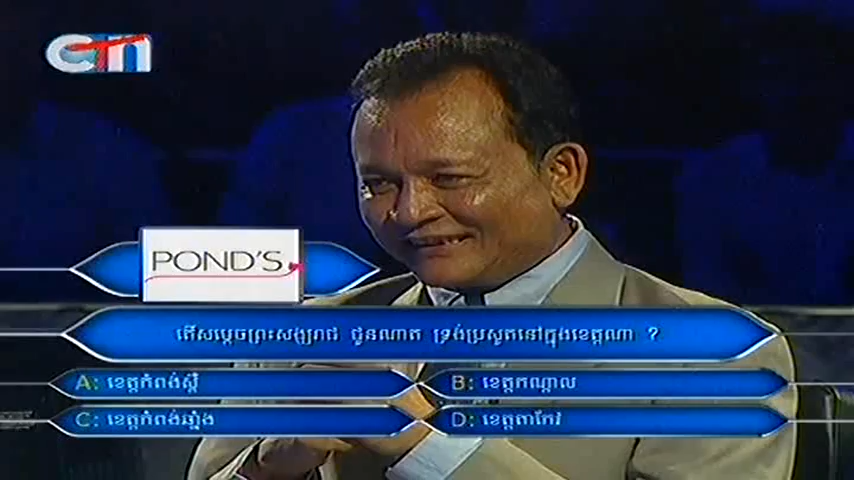 CTN
POND'S
តើសម្តេចព្រះសង្ឃរាជ ជួនណាត ទ្រង់ប្រសូតនៅក្នុងខេត្តណា ?
A: ខេត្តកំពង់ស្ពឺ
B: ខេត្តកណ្តាល
C: ខេត្តកំពង់ឆ្នាំង
D: ខេត្តតាកែវ